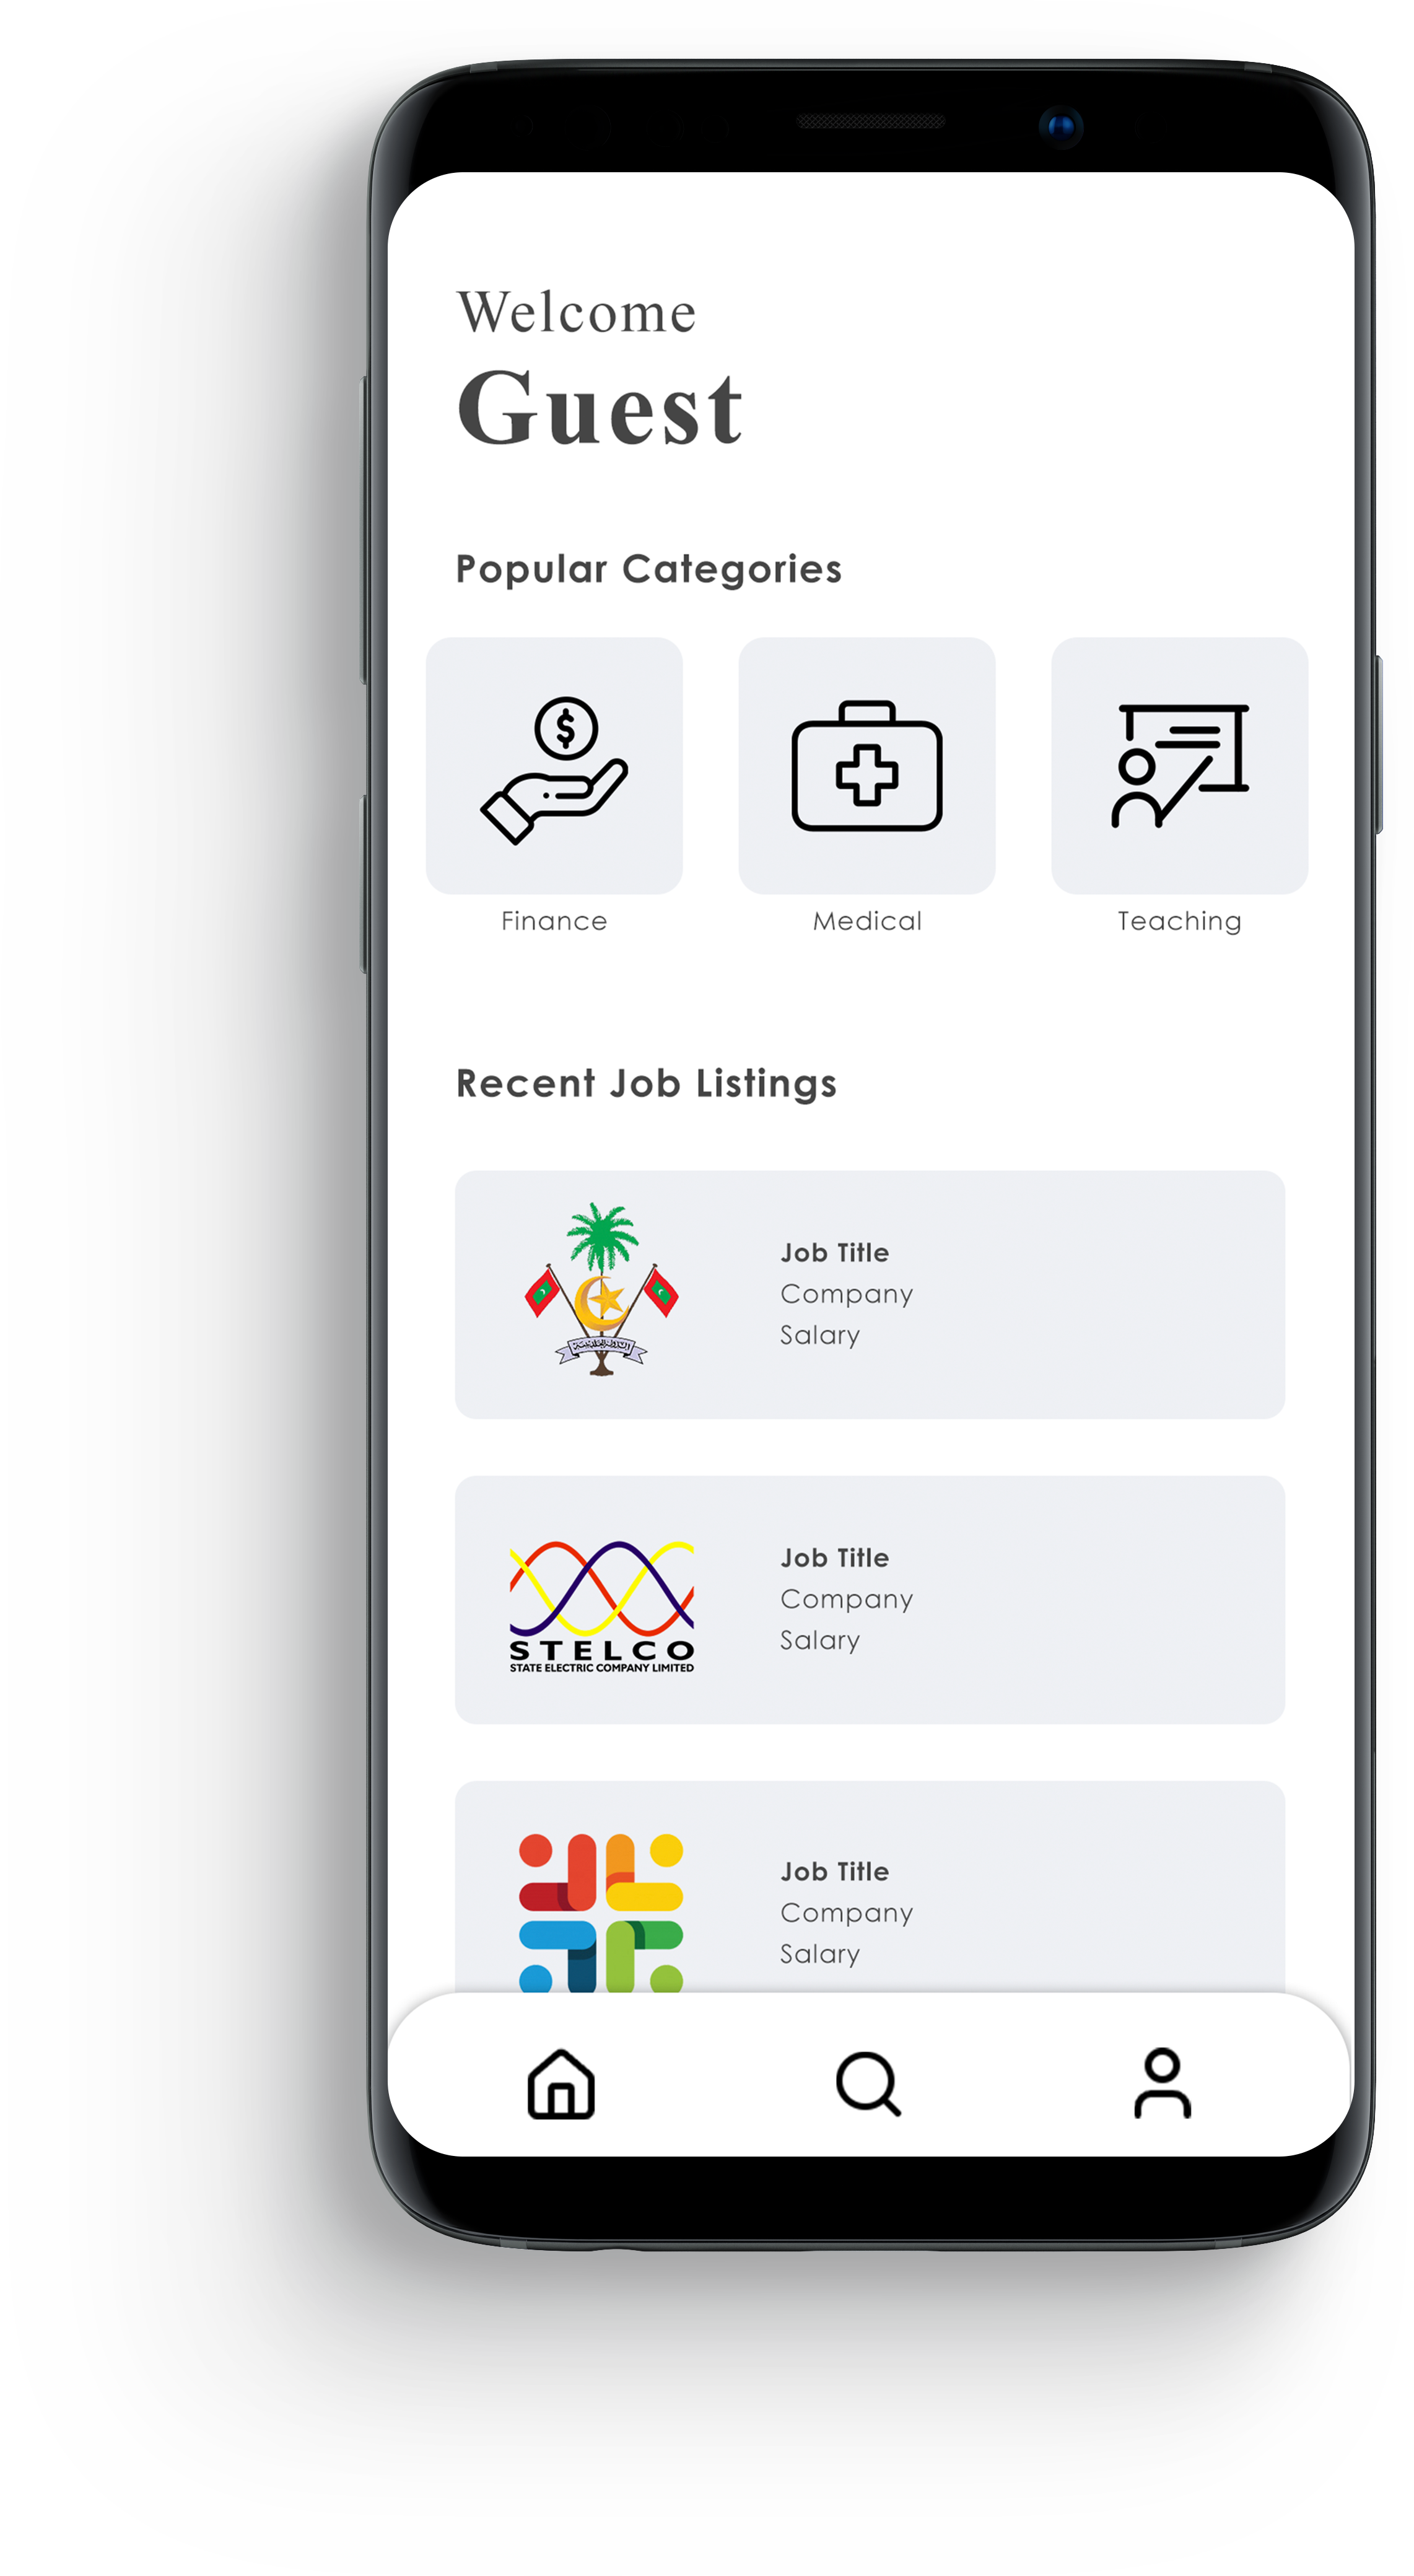 Welcome
Guest
Popular Categories
$
Finance
Medical
Teaching
Recent Job Listings
Job Title
Company
Salary
STELCO
STATE ELECTRIC COMPANY LIMITED
Job Title
Company
Salary
Job Title
Company
Salary